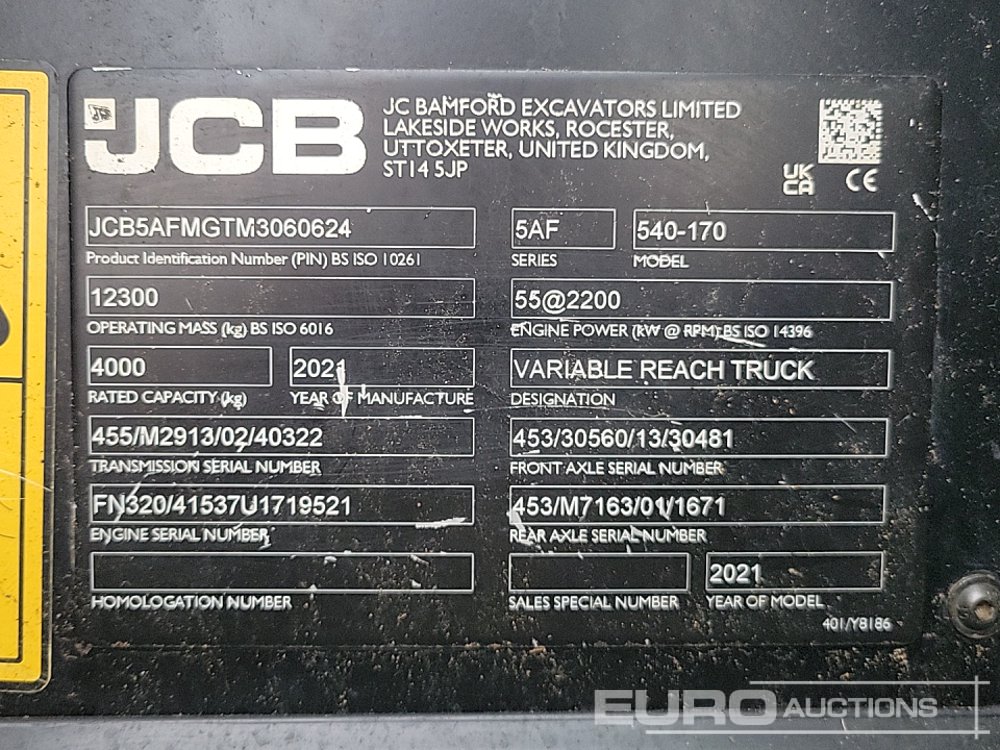 JCB
JC BAMFORD EXCAVATORS LIMITED
LAKESIDE WORKS, ROCESTER,
UTTOXETER, UNITED KINGDOM,
ST14 5JP
UK
CA CE
JCB5AFMGTM3060624 5AF 540-170
Product Identification Number (PIN) BS ISO 10261 SERIES MODEL
12300 55@2200
OPERATING MASS (kg) BS ISO 6016 ENGINE POWER (kW @ RPM) BS ISO 14396
4000 2021 VARIABLE REACH TRUCK
RATED CAPACITY (kg) YEAR OF MANUFACTURE DESIGNATION
455/M2913/02/40322 453/30560/13/30481
TRANSMISSION SERIAL NUMBER FRONT AXLE SERIAL NUMBER
FN320/41537U1719521 453/M7163/01/1671
ENGINE SERIAL NUMBER REAR AXLE SERIAL NUMBER
2021
HOMOLOGATION NUMBER SALES SPECIAL NUMBER YEAR OF MODEL
401/Y8186
EURO AUCTIONS